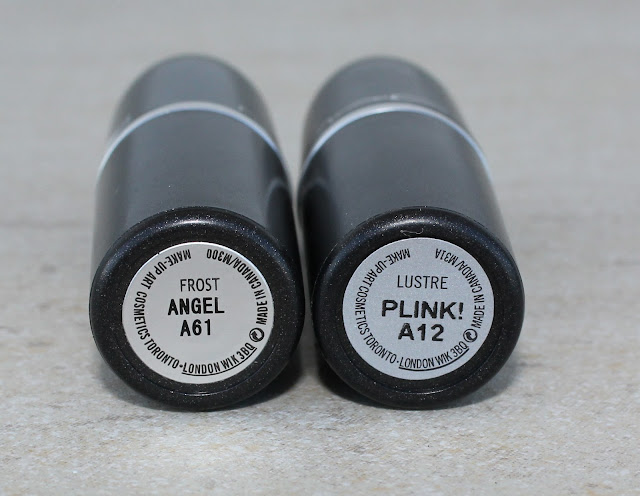 FROST
ANGEL
A61
MAKE-UP ART COSMETICS TORONTO - LONDON W1K 3BQ
MADE IN CANADA/M300
LUSTRE
PLINK!
A12
MAKE-UP ART COSMETICS TORONTO - LONDON W1K 3BQ
MADE IN CANADA/M31A